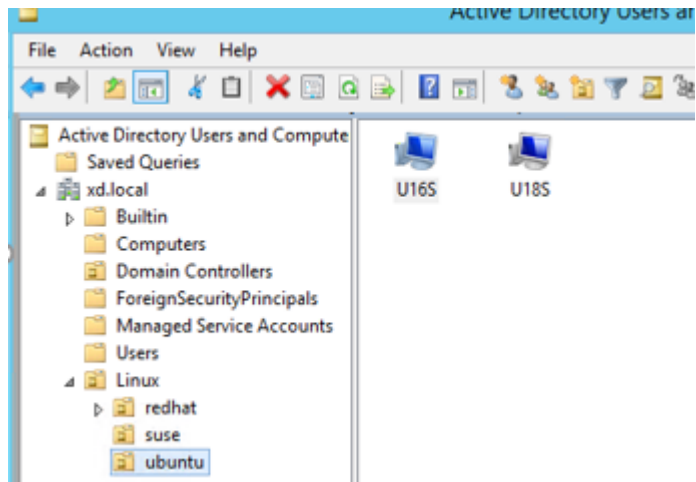 Active Directory Users an
File Action View Help
Active Directory Users and Compute
Saved Queries
xd.local
Builtin
Computers
Domain Controllers
ForeignSecurityPrincipals
Managed Service Accounts
Users
Linux
redhat
suse
ubuntu
U16S U18S